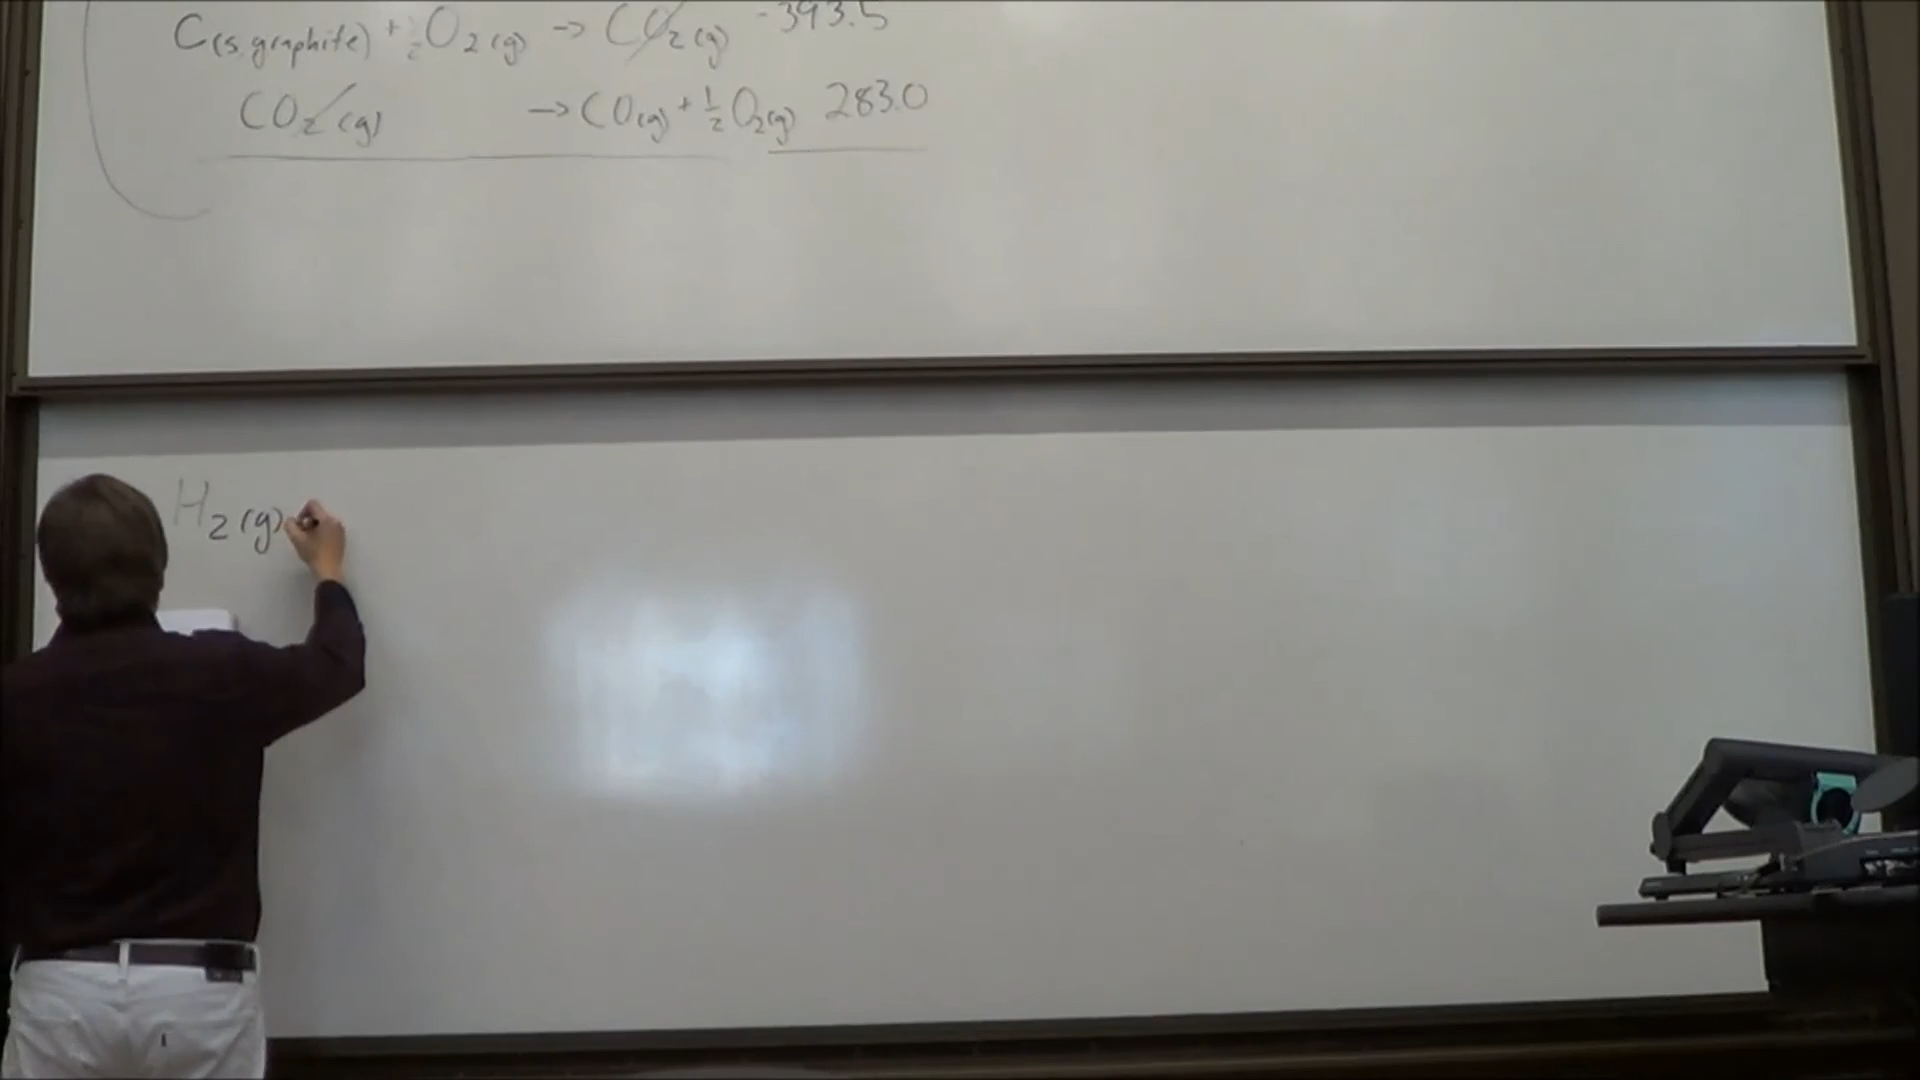 C(s, graphite) + ½O₂(g) → CO₂(g) -393.5
CO₂(g) → CO(g) + ½O₂(g) 283.0
H₂(g)